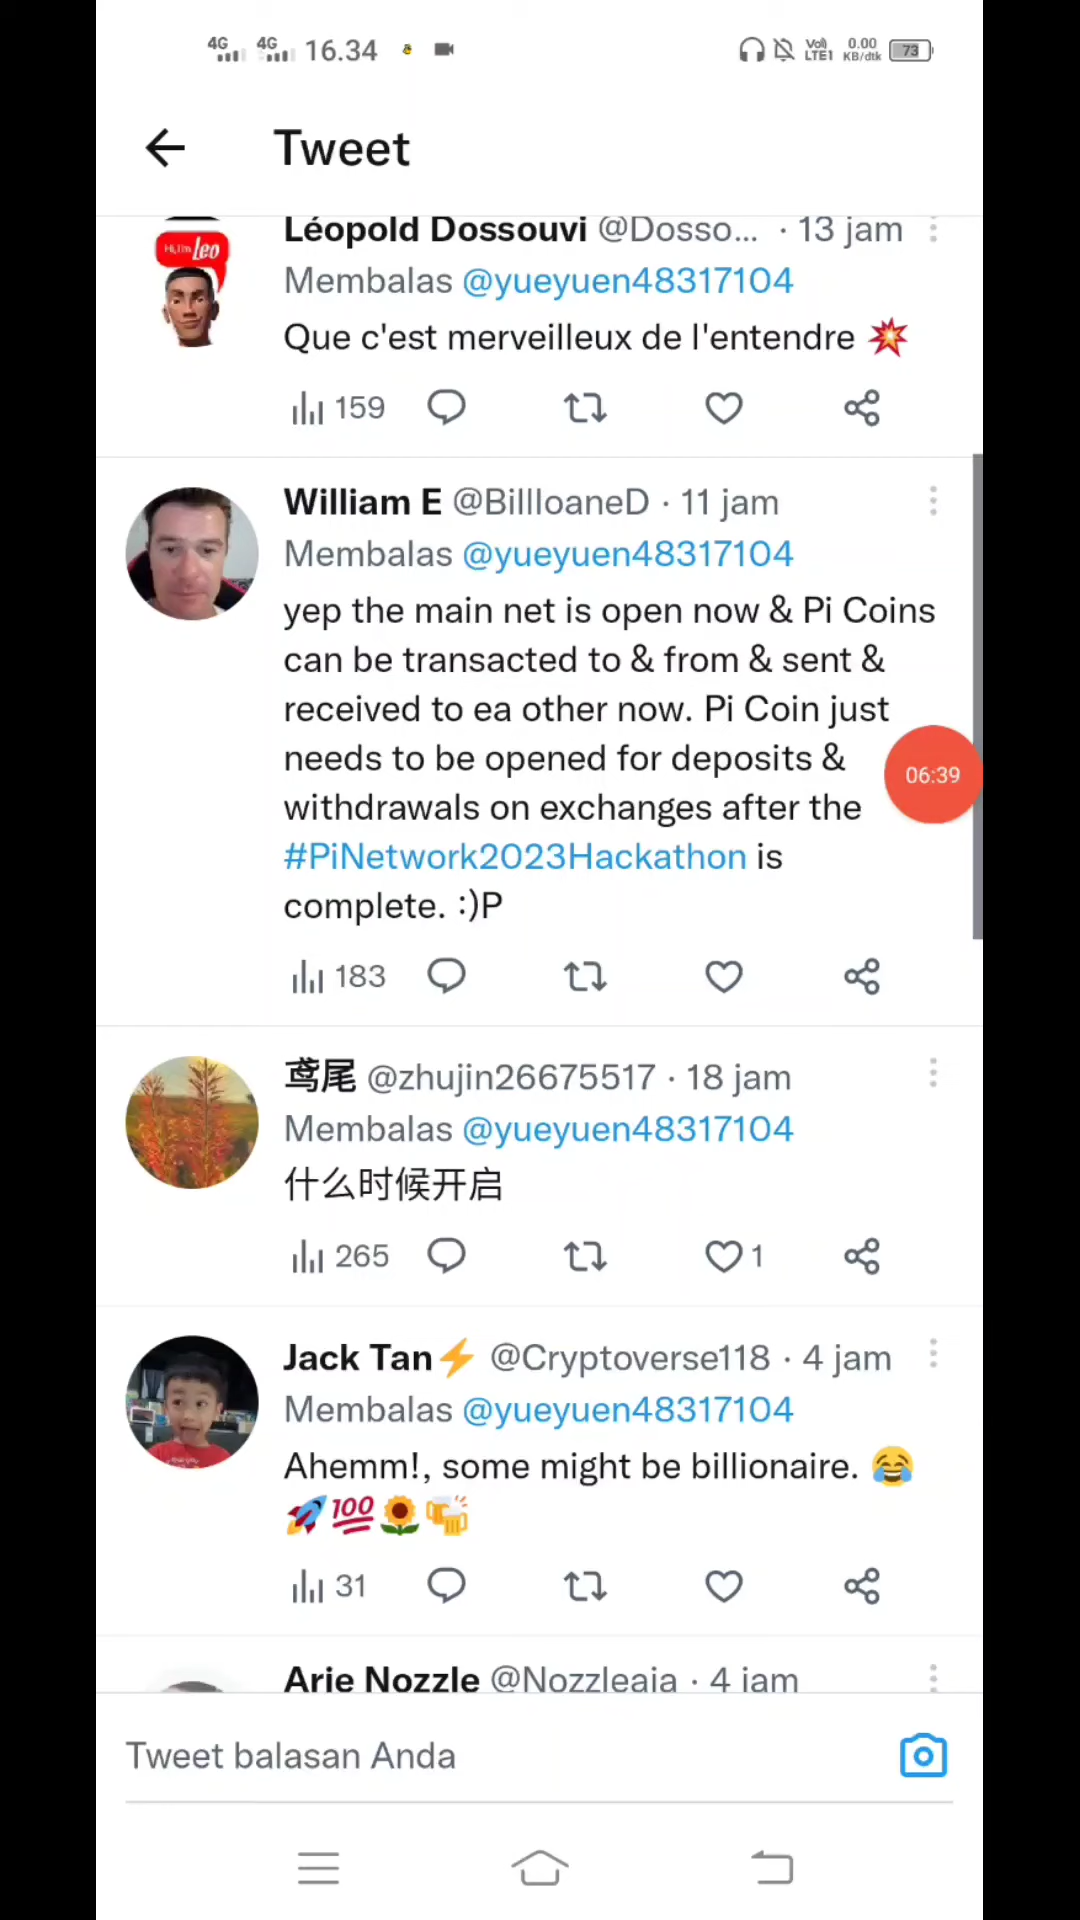 4G 4G 16.34 Vo) LTE1 0.00 KB/dtk 73
Tweet
Hi, I'm Leo
Léopold Dossouvi @Dosso... · 13 jam
Membalas @yueyuen48317104
Que c'est merveilleux de l'entendre 💥
159
William E @BillloaneD · 11 jam
Membalas @yueyuen48317104
yep the main net is open now & Pi Coins
can be transacted to & from & sent &
received to ea other now. Pi Coin just
needs to be opened for deposits &
withdrawals on exchanges after the
#PiNetwork2023Hackathon is
complete. :)P
06:39
183
鸢尾 @zhujin26675517 · 18 jam
Membalas @yueyuen48317104
什么时候开启
265 1
Jack Tan⚡ @Cryptoverse118 · 4 jam
Membalas @yueyuen48317104
Ahemm!, some might be billionaire. 😂
🚀💯🌻🍻
31
Arie Nozzle @Nozzleaja · 4 jam
Tweet balasan Anda